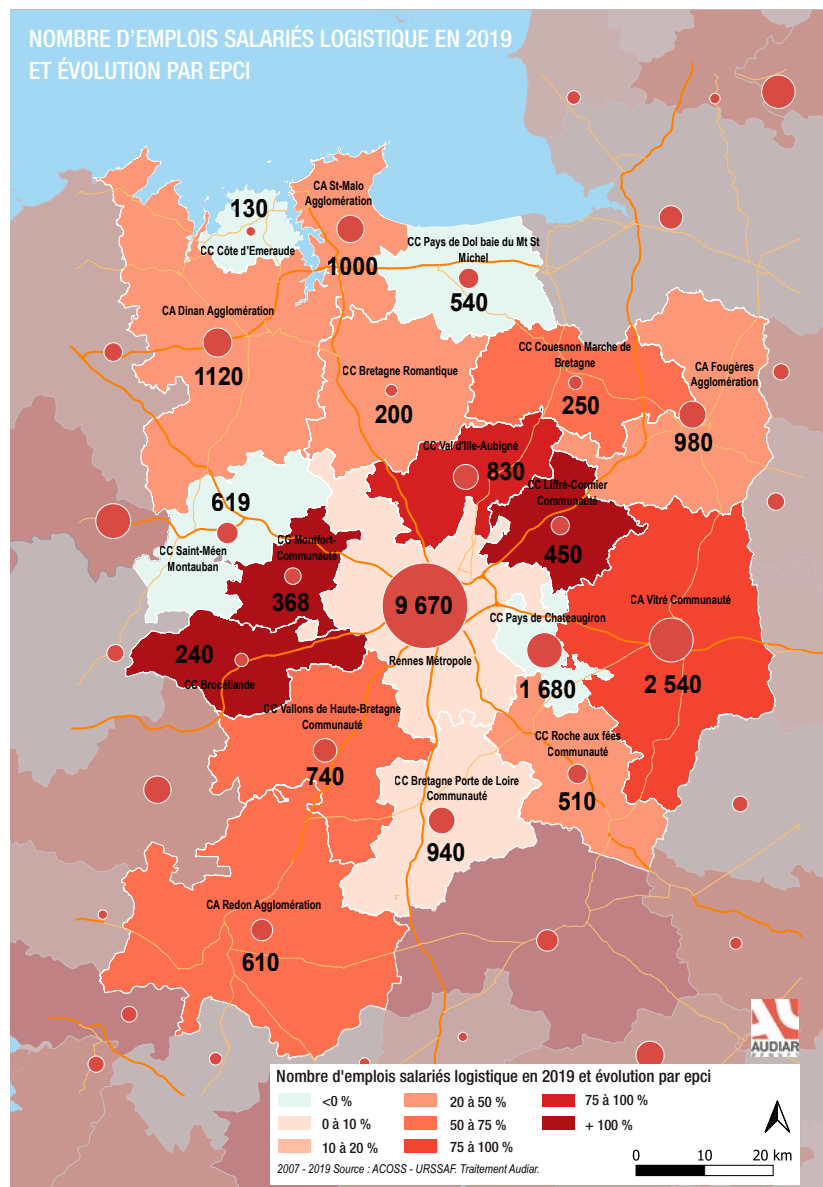 NOMBRE D'EMPLOIS SALARIÉS LOGISTIQUE EN 2019
ET ÉVOLUTION PAR EPCI
130
CC Côte d'Emeraude
CA St-Malo
Agglomération
1000
CC Pays de Dol baie du Mt St
Michel
540
CA Dinan Agglomération
1120
CC Bretagne Romantique
200
CC Couesnon Marche de
Bretagne
250
CA Fougères
Agglomération
980
CC Val d'Ille-Aubigné
830
CC Liffré-Cormier
Communauté
450
619
CC Saint-Méen
Montauban
CC Montfort-
Communauté
368
9 670
Rennes Métropole
CC Pays de Chateaugiron
1 680
CA Vitré Communauté
2 540
240
CC Brocéliande
CC Vallons de Haute-Bretagne
Communauté
740
CC Roche aux fées
Communauté
510
CC Bretagne Porte de Loire
Communauté
940
CA Redon Agglomération
610
AUDIAR
RENNES
Nombre d'emplois salariés logistique en 2019 et évolution par epci
<0 %
0 à 10 %
10 à 20 %
20 à 50 %
50 à 75 %
75 à 100 %
75 à 100 %
+ 100 %
2007 - 2019 Source : ACOSS - URSSAF. Traitement Audiar.
0 10 20 km